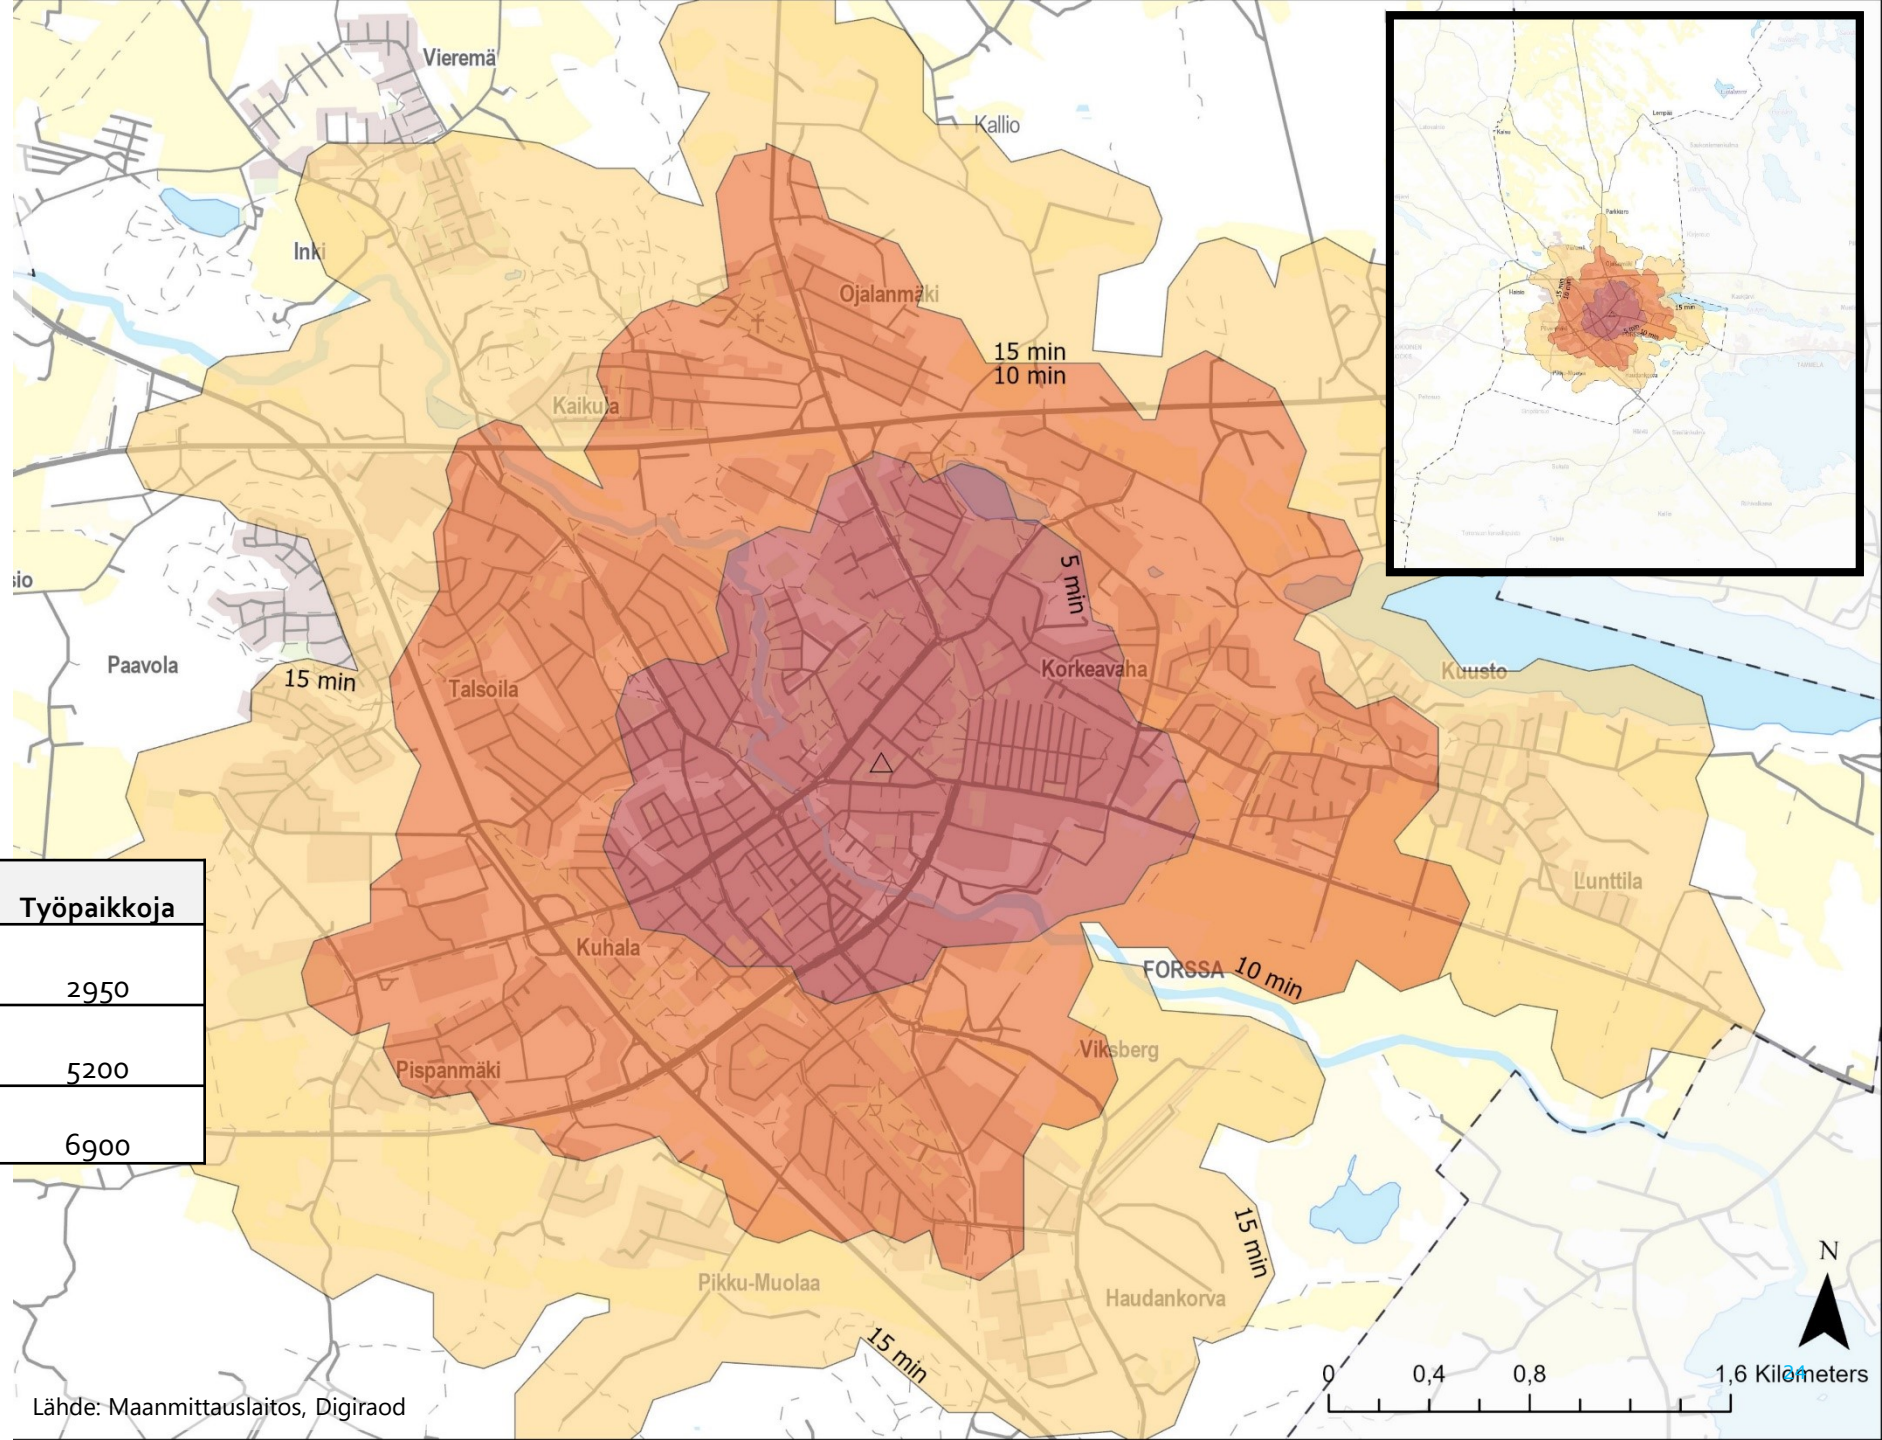 Vieremä
Kallio
Inki
Ojalanmäki
15 min
10 min
Kaikula
sio
5 min
Paavola
15 min
Talsoila
Korkeavaha
Kuusto
Lunttila
Työpaikkoja
2950
5200
6900
Kuhala
FORSSA
10 min
Viksberg
Pispanmäki
15 min
Pikku-Muolaa
Haudankorva
15 min
N
0 0,4 0,8 1,6 Kilometers
24
Lähde: Maanmittauslaitos, Digiraod